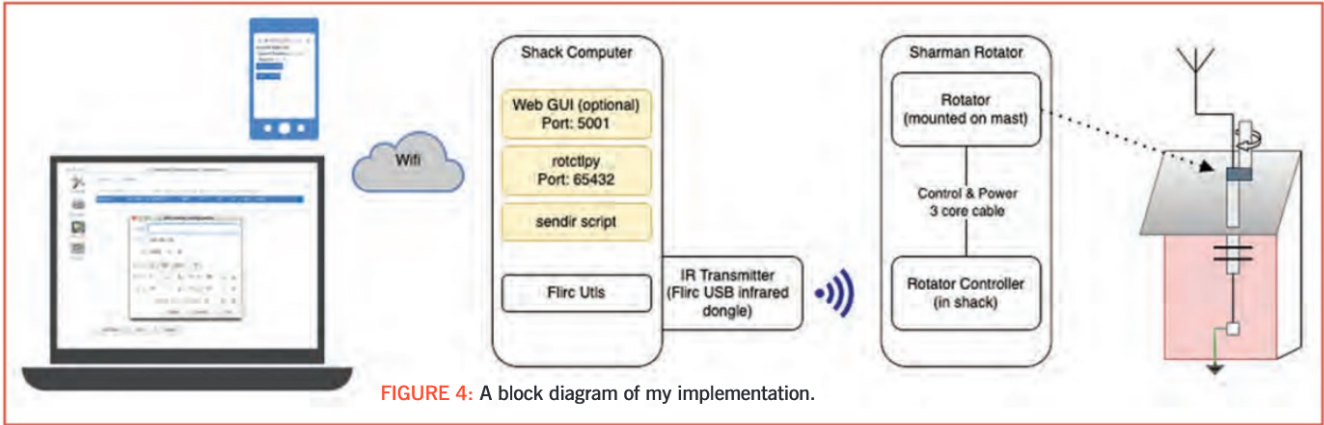 Shack Computer
Web GUI (optional)
Port: 5001
rotctlpy
Port: 65432
sendir script
Flirc Utls
Wifi
IR Transmitter
(Flirc USB infrared
dongle)
Sharman Rotator
Rotator
(mounted on mast)
Control & Power
3 core cable
Rotator Controller
(in shack)
FIGURE 4: A block diagram of my implementation.